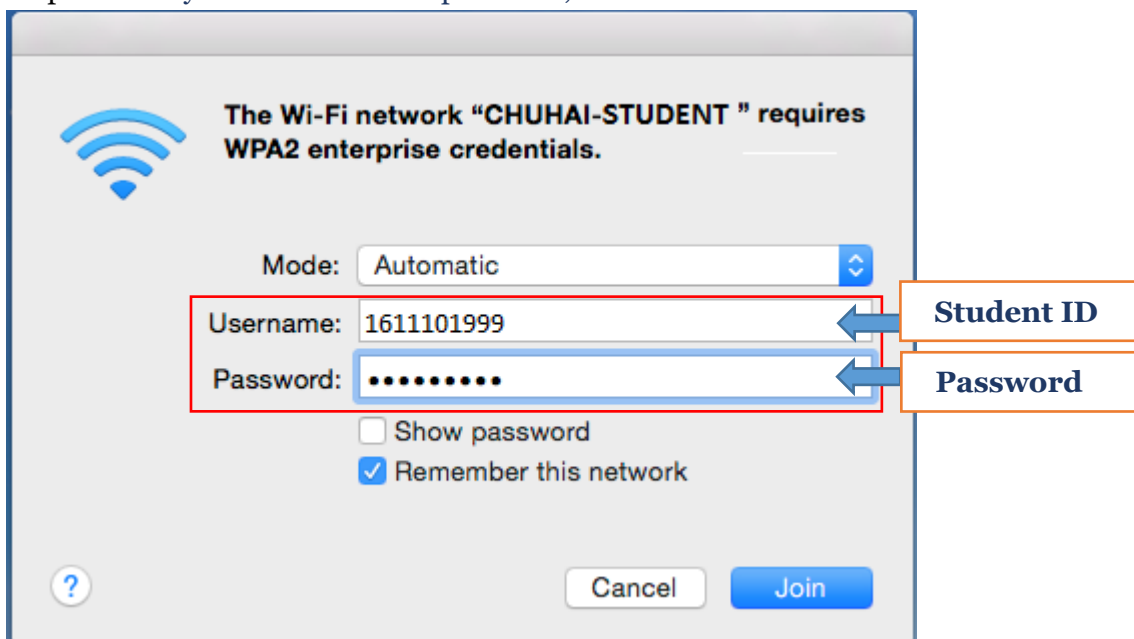 The Wi-Fi network “CHUHAI-STUDENT ” requires
WPA2 enterprise credentials.
Mode: Automatic
Username: 1611101999
Student ID
Password: •••••••••
Password
Show password
Remember this network
? Cancel Join